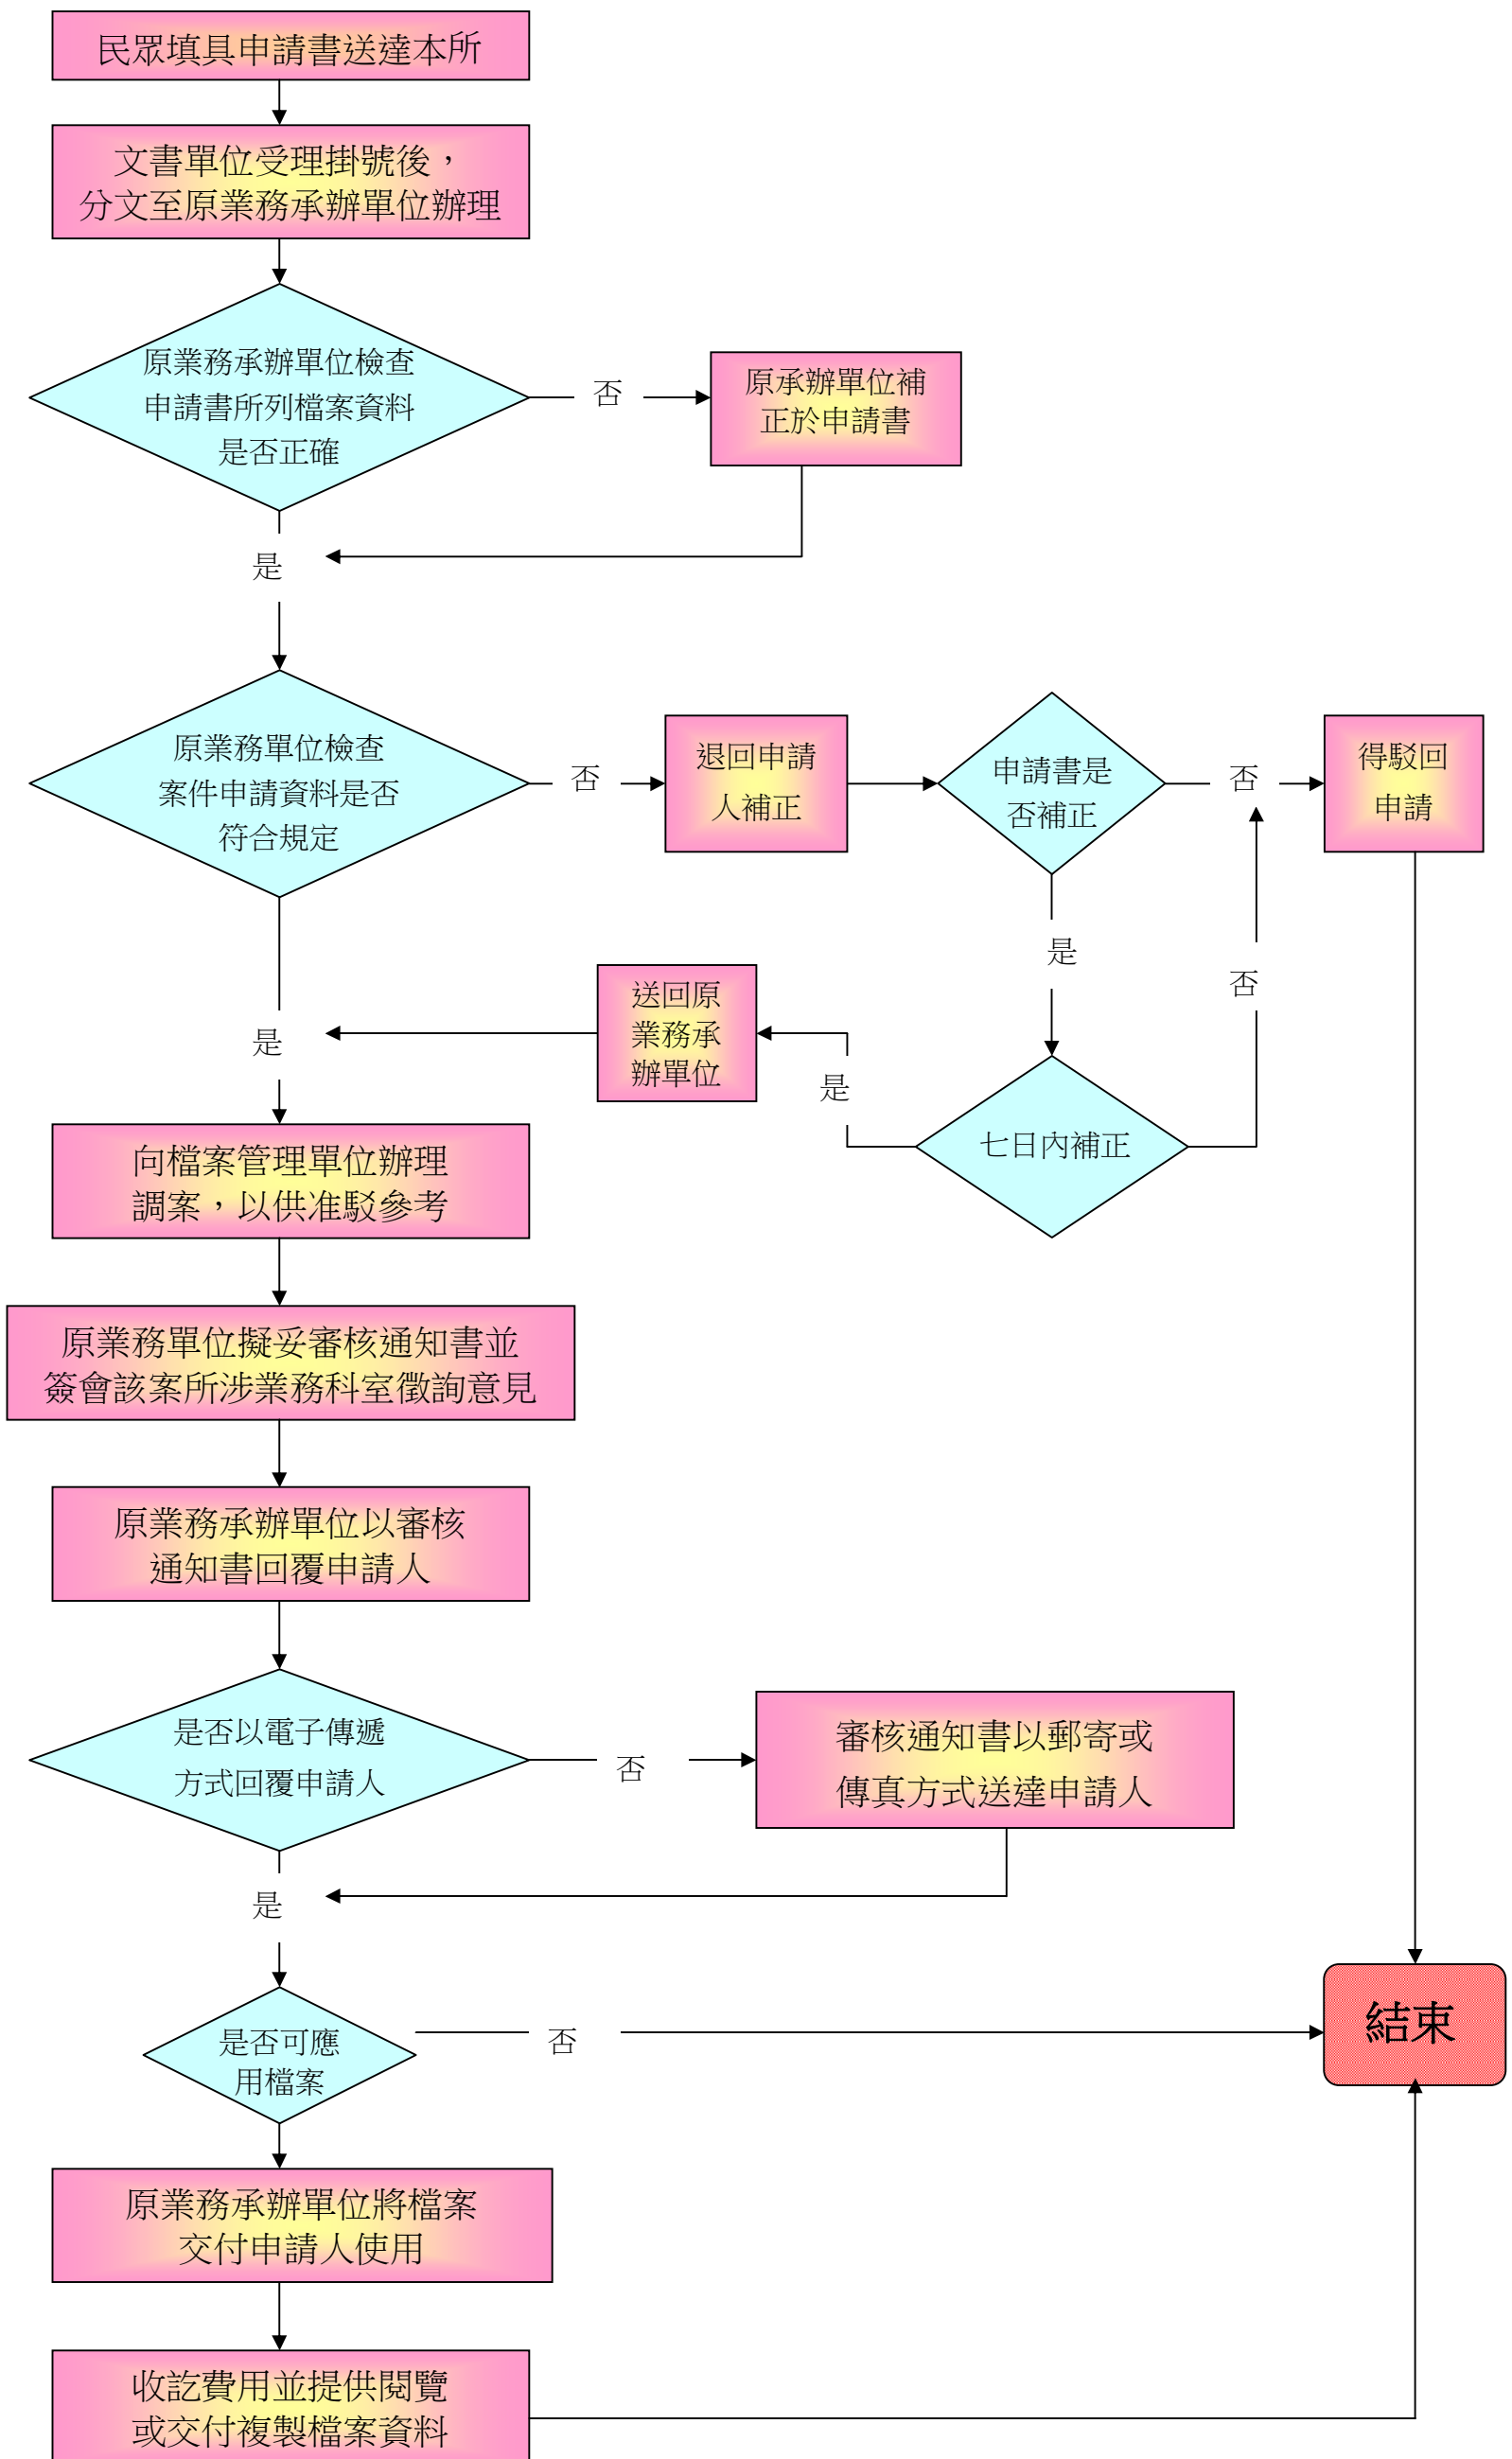 民眾填具申請書送達本所
文書單位受理掛號後，
分文至原業務承辦單位辦理
原業務承辦單位檢查
申請書所列檔案資料
是否正確
否
原承辦單位補
正於申請書
是
原業務單位檢查
案件申請資料是否
符合規定
否
退回申請
人補正
申請書是
否補正
否
得駁回
申請
是
否
送回原
業務承
辦單位
是
是
七日內補正
向檔案管理單位辦理
調案，以供准駁參考
原業務單位擬妥審核通知書並
簽會該案所涉業務科室徵詢意見
原業務承辦單位以審核
通知書回覆申請人
是否以電子傳遞
方式回覆申請人
否
審核通知書以郵寄或
傳真方式送達申請人
是
是否可應
用檔案
否
結束
原業務承辦單位將檔案
交付申請人使用
收訖費用並提供閱覽
或交付複製檔案資料